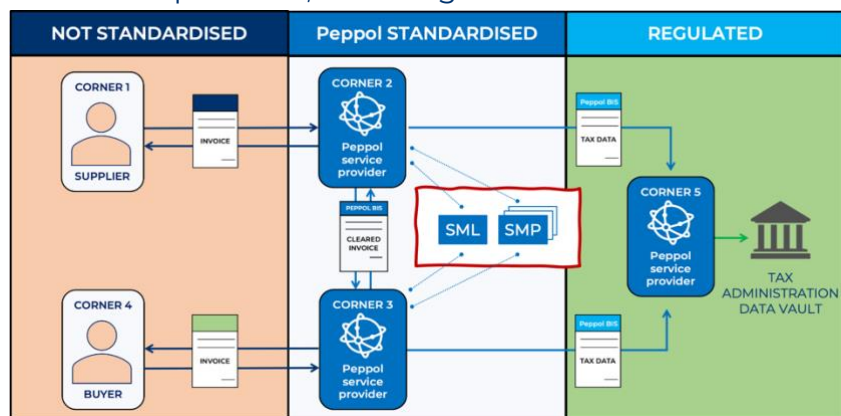 NOT STANDARDISED
Peppol STANDARDISED
REGULATED
CORNER 1
SUPPLIER
INVOICE
CORNER 2
Peppol
service
provider
Peppol BIS
TAX DATA
PEPPOL BIS
CLEARED
INVOICE
SML
SMP
CORNER 5
Peppol
service
provider
TAX
ADMINISTRATION
DATA VAULT
CORNER 4
BUYER
INVOICE
CORNER 3
Peppol
service
provider
Peppol BIS
TAX DATA